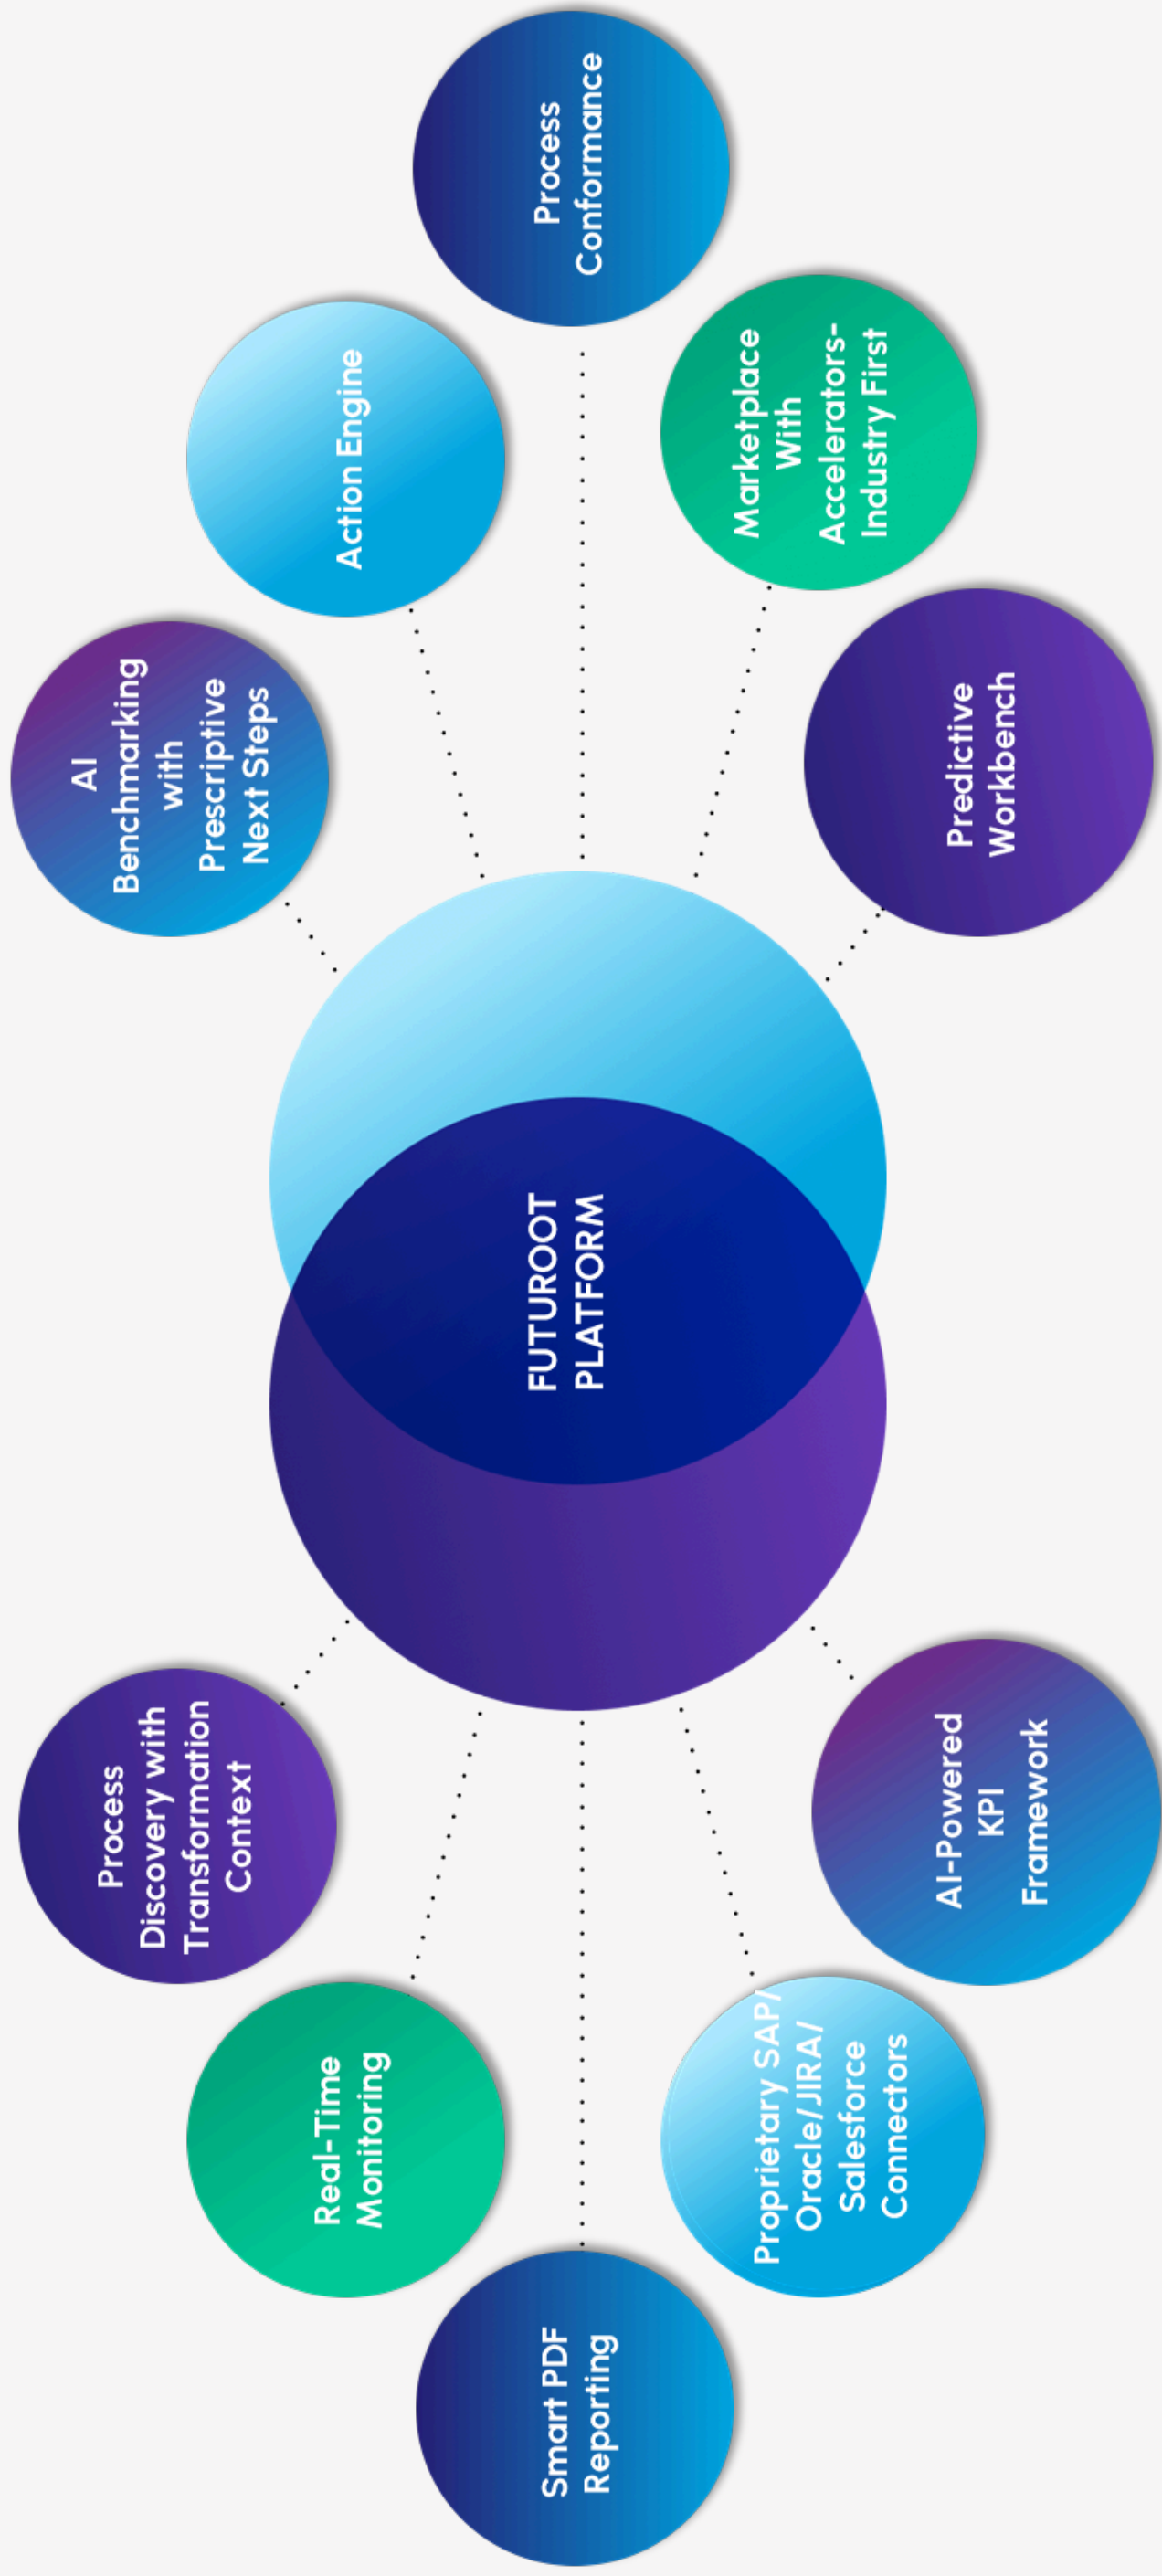 Process
Discovery with
Transformation
Context
AI
Benchmarking
with
Prescriptive
Next Steps
Real-Time
Monitoring
Action Engine
Smart PDF
Reporting
FUTUROOT
PLATFORM
Process
Conformance
Proprietary SAP/
Oracle/JIRA/
Salesforce
Connectors
Marketplace
With
Accelerators-
Industry First
AI-Powered
KPI
Framework
Predictive
Workbench